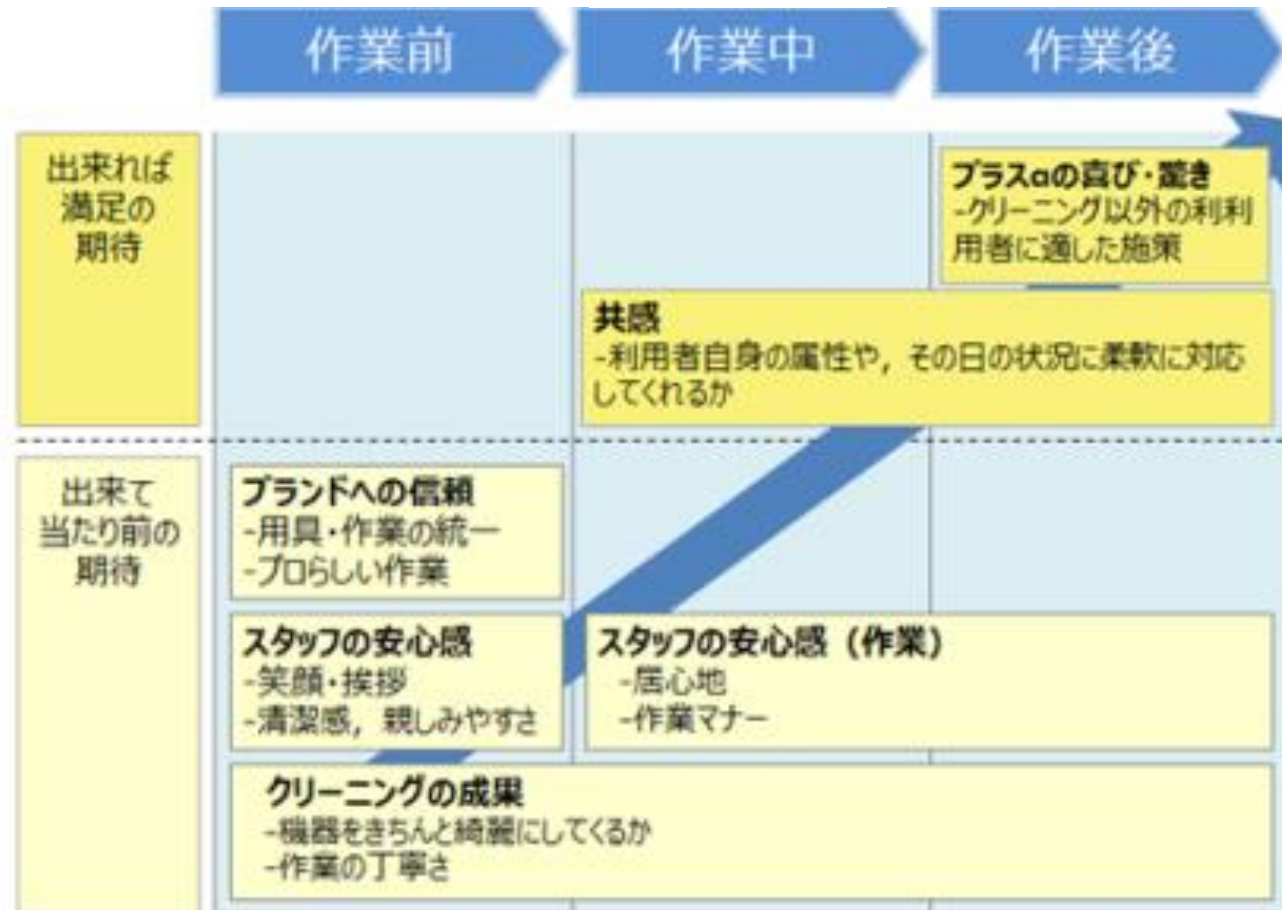 作業前
作業中
作業後
出来れば
満足の
期待
プラスαの喜び・驚き
-クリーニング以外の利利
用者に適した施策
共感
-利用者自身の属性や，その日の状況に柔軟に対応
してくれるか
出来て
当たり前の
期待
ブランドへの信頼
-用具・作業の統一
-プロらしい作業
スタッフの安心感
-笑顔・挨拶
-清潔感，親しみやすさ
スタッフの安心感（作業）
-居心地
-作業マナー
クリーニングの成果
-機器をきちんと綺麗にしてくるか
-作業の丁寧さ